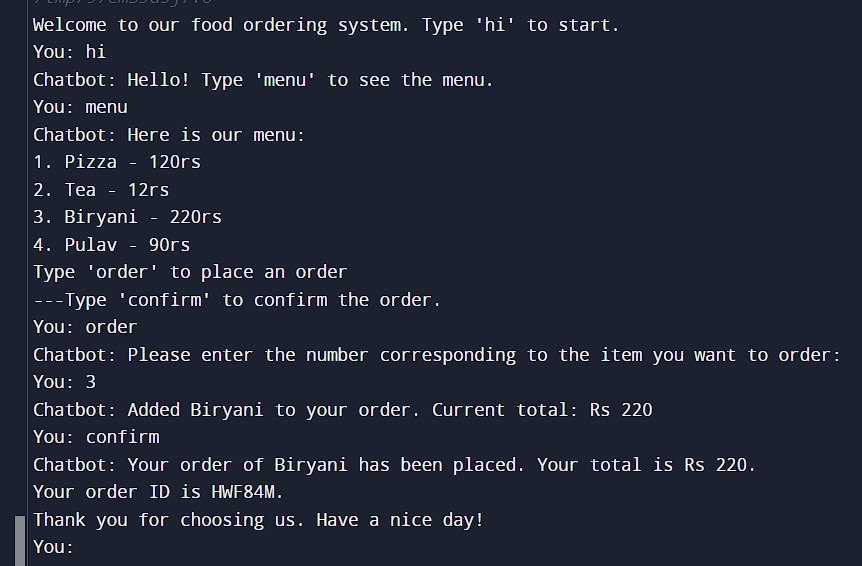 Welcome to our food ordering system. Type 'hi' to start.
You: hi
Chatbot: Hello! Type 'menu' to see the menu.
You: menu
Chatbot: Here is our menu:
1. Pizza - 120rs
2. Tea - 12rs
3. Biryani - 220rs
4. Pulav - 90rs
Type 'order' to place an order
---Type 'confirm' to confirm the order.
You: order
Chatbot: Please enter the number corresponding to the item you want to order:
You: 3
Chatbot: Added Biryani to your order. Current total: Rs 220
You: confirm
Chatbot: Your order of Biryani has been placed. Your total is Rs 220.
Your order ID is HWF84M.
Thank you for choosing us. Have a nice day!
You: